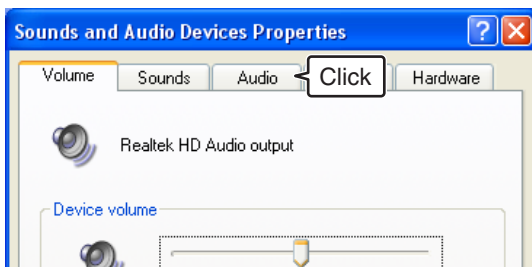 Sounds and Audio Devices Properties
Volume Sounds Audio Click Hardware
Realtek HD Audio output
Device volume